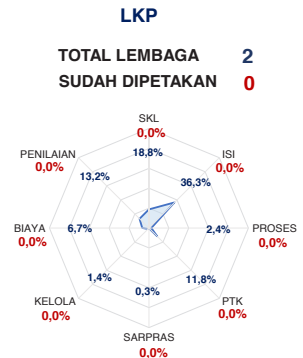 LKP
TOTAL LEMBAGA 2
SUDAH DIPETAKAN 0
SKL
0,0%
18,8%
PENILAIAN
0,0%
13,2%
ISI
0,0%
36,3%
BIAYA
0,0%
6,7%
2,4%
PROSES
0,0%
1,4%
11,8%
KELOLA
0,0%
0,3%
PTK
0,0%
SARPRAS
0,0%